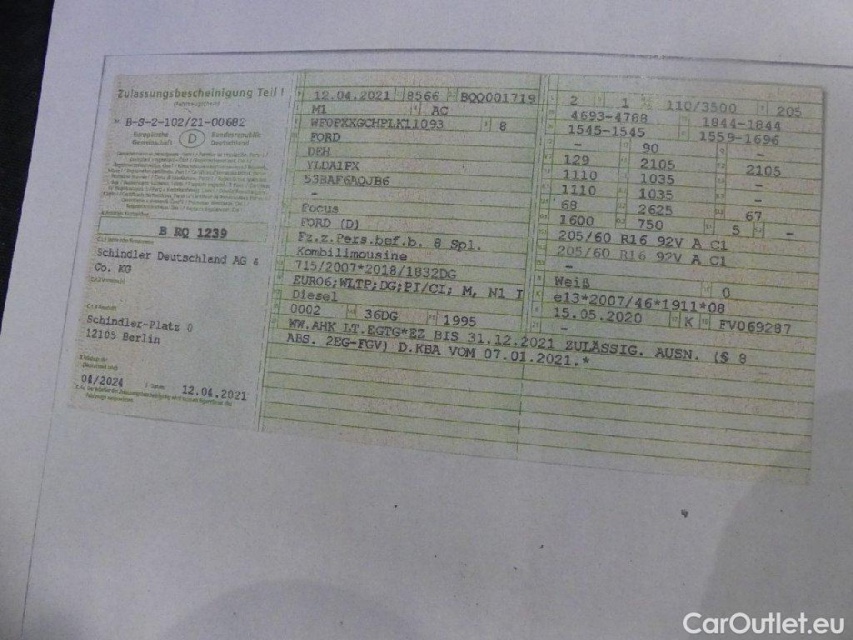 Zulassungsbescheinigung Teil I
(Fahrzeugschein)
B-S-2-102/21-00682
Europäische Gemeinschaft
D
Bundesrepublik Deutschland
B RQ 1239
Schindler Deutschland AG &
Co. KG
Schindler-Platz 0
12105 Berlin
04/2024
12.04.2021
12.04.2021 8566 BQQ001719
M1 AC
8
FORD
DEH
YLDA1FX
53BAF6AQJB6
–
Focus
FORD (D)
Fz.z.Pers.bef.b. 8 Spl.
Kombilimousine
715/2007*2018/1832DG
EURO6;WLTP;DG;PI/CI; M, N1 I
Diesel
0002 36DG 1995
WW.AHK LT.EGTG*EZ BIS 31.12.2021 ZULÄSSIG. AUSN. (§ 8
ABS. 2EG-FGV) D.KBA VOM 07.01.2021.*
2 1 110/3500 205
4693-4768 1844-1844
1545-1545 1559-1696
– 90 –
129 2105 2105
1110 1035 –
1110 1035 –
68 2625 67
1600 750 5 –
205/60 R16 92V A C1
205/60 R16 92V A C1
–
Weiß 0
e13*2007/46*1911*08
15.05.2020 K FV069287
–
CarOutlet.eu